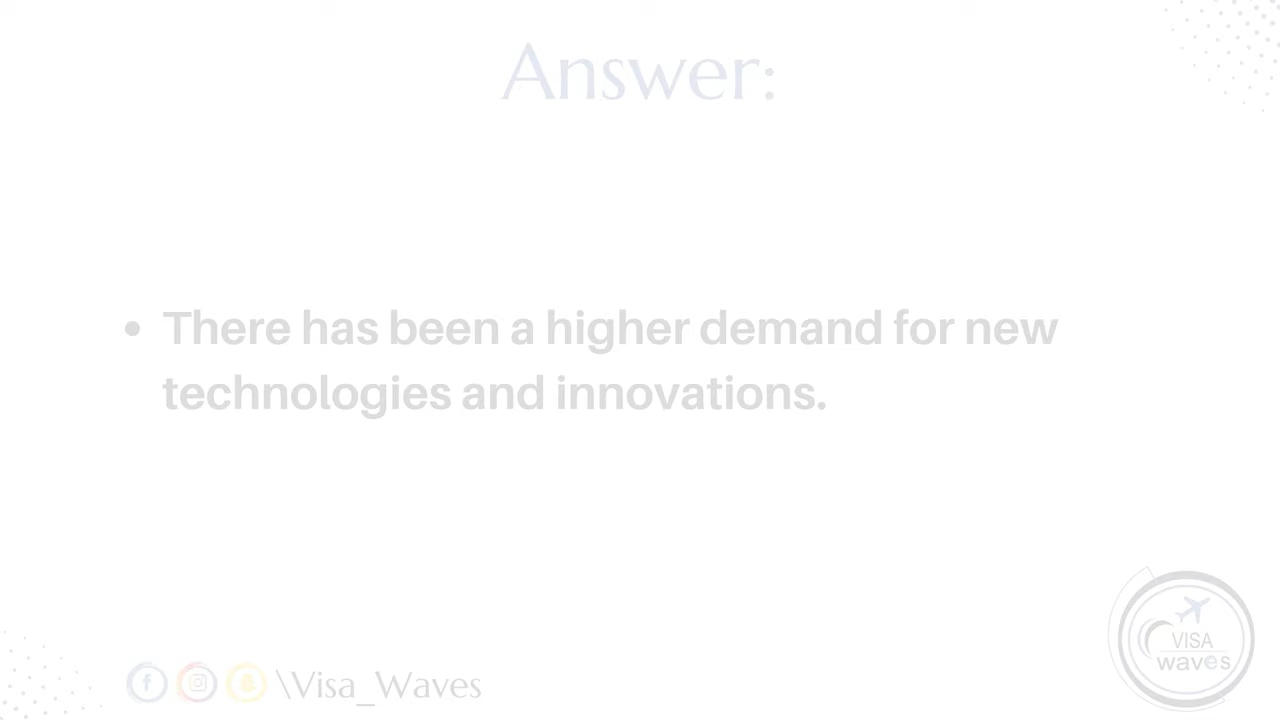 Answer:
• There has been a higher demand for new
technologies and innovations.
\Visa_Waves
VISA
waves